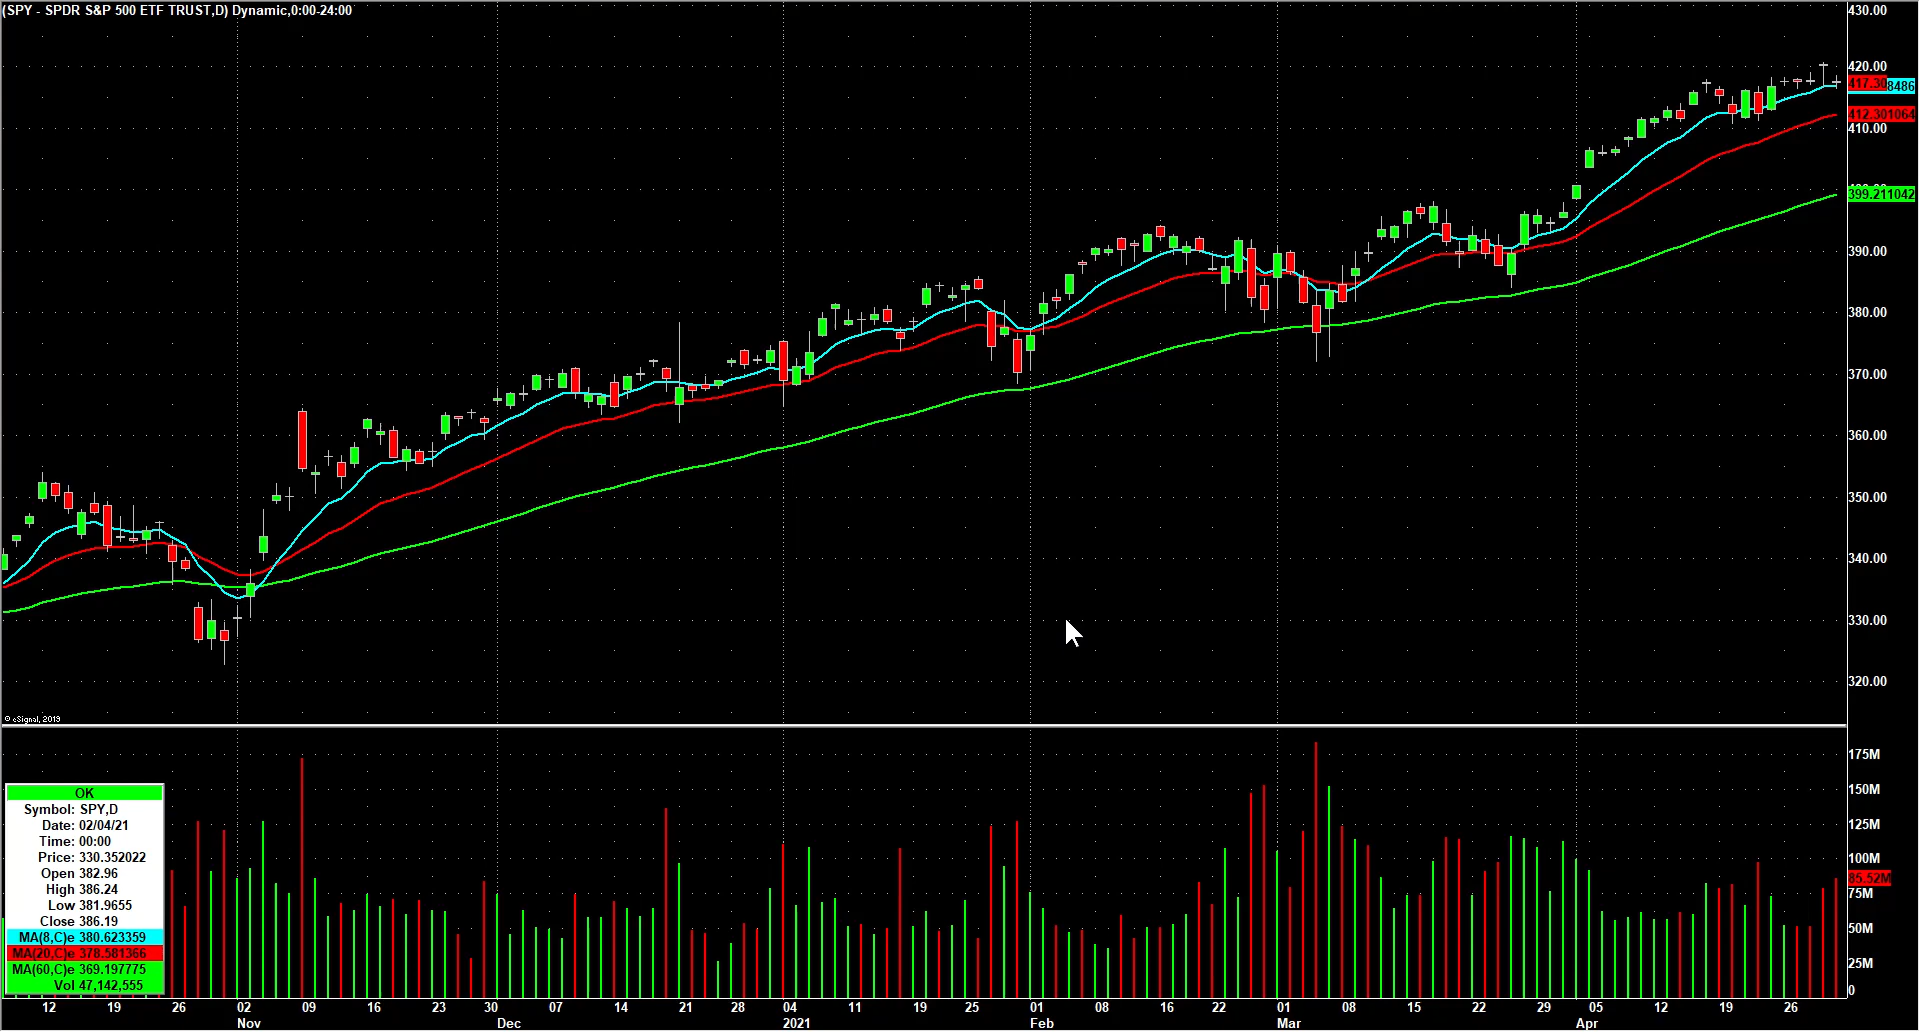 (SPY - SPDR S&P 500 ETF TRUST,D) Dynamic,0:00-24:00
430.00
420.00
417.30
8486
412.301064
410.00
399.211042
390.00
380.00
370.00
360.00
350.00
340.00
330.00
320.00
© eSignal, 2019
175M
150M
125M
100M
85.52M
75M
50M
25M
0
OK
Symbol: SPY,D
Date: 02/04/21
Time: 00:00
Price: 330.352022
Open 382.96
High 386.24
Low 381.9655
Close 386.19
MA(8,C)e 380.623359
MA(20,C)e 378.581366
MA(60,C)e 369.197775
Vol 47,142,555
12 19 26 02 09 16 23 30 07 14 21 28 04 11 19 25 01 08 16 22 01 08 15 22 29 05 12 19 26
Nov Dec 2021 Feb Mar Apr